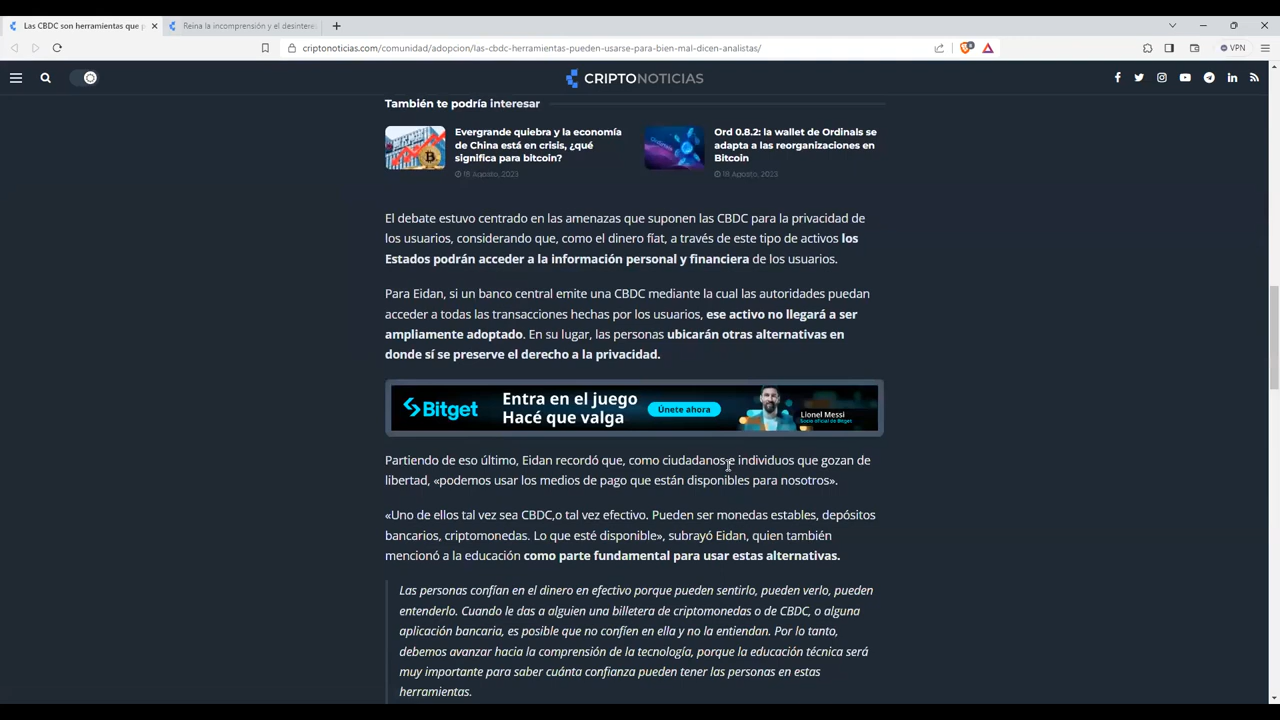 Las CBDC son herramientas que p
Reina la incomprensión y el desinteres
criptonoticias.com/comunidad/adopcion/las-cbdc-herramientas-pueden-usarse-para-bien-mal-dicen-analistas/
VPN
CRIPTONOTICIAS
También te podría interesar
Evergrande quiebra y la economía
de China está en crisis, ¿qué
significa para bitcoin?
18 Agosto, 2023
Ord 0.8.2: la wallet de Ordinals se
adapta a las reorganizaciones en
Bitcoin
18 Agosto, 2023
El debate estuvo centrado en las amenazas que suponen las CBDC para la privacidad de
los usuarios, considerando que, como el dinero fíat, a través de este tipo de activos los
Estados podrán acceder a la información personal y financiera de los usuarios.
Para Eidan, si un banco central emite una CBDC mediante la cual las autoridades puedan
acceder a todas las transacciones hechas por los usuarios, ese activo no llegará a ser
ampliamente adoptado. En su lugar, las personas ubicarán otras alternativas en
donde sí se preserve el derecho a la privacidad.
Bitget
Entra en el juego
Hacé que valga
Únete ahora
Lionel Messi
Socio oficial de Bitget
Partiendo de eso último, Eidan recordó que, como ciudadanos e individuos que gozan de
libertad, «podemos usar los medios de pago que están disponibles para nosotros».
«Uno de ellos tal vez sea CBDC,o tal vez efectivo. Pueden ser monedas estables, depósitos
bancarios, criptomonedas. Lo que esté disponible», subrayó Eidan, quien también
mencionó a la educación como parte fundamental para usar estas alternativas.
Las personas confían en el dinero en efectivo porque pueden sentirlo, pueden verlo, pueden
entenderlo. Cuando le das a alguien una billetera de criptomonedas o de CBDC, o alguna
aplicación bancaria, es posible que no confíen en ella y no la entiendan. Por lo tanto,
debemos avanzar hacia la comprensión de la tecnología, porque la educación técnica será
muy importante para saber cuánta confianza pueden tener las personas en estas
herramientas.